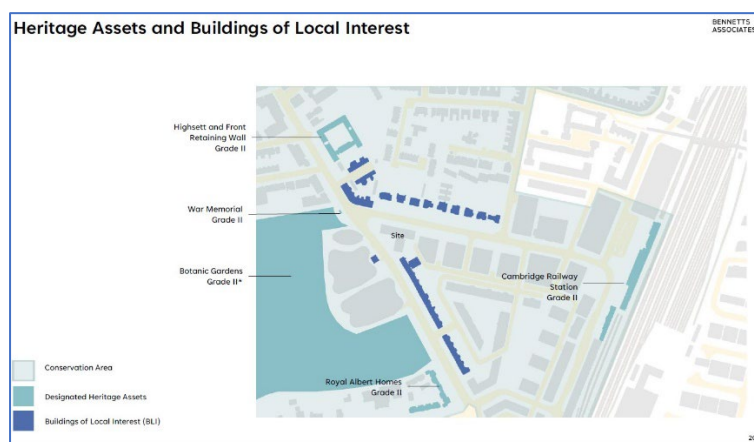 Heritage Assets and Buildings of Local Interest
BENNETTS
ASSOCIATES
Highsett and Front
Retaining Wall
Grade II
War Memorial
Grade II
Site
Botanic Gardens
Grade II*
Cambridge Railway
Station
Grade II
Royal Albert Homes
Grade II
Conservation Area
Designated Heritage Assets
Buildings of Local Interest (BLI)